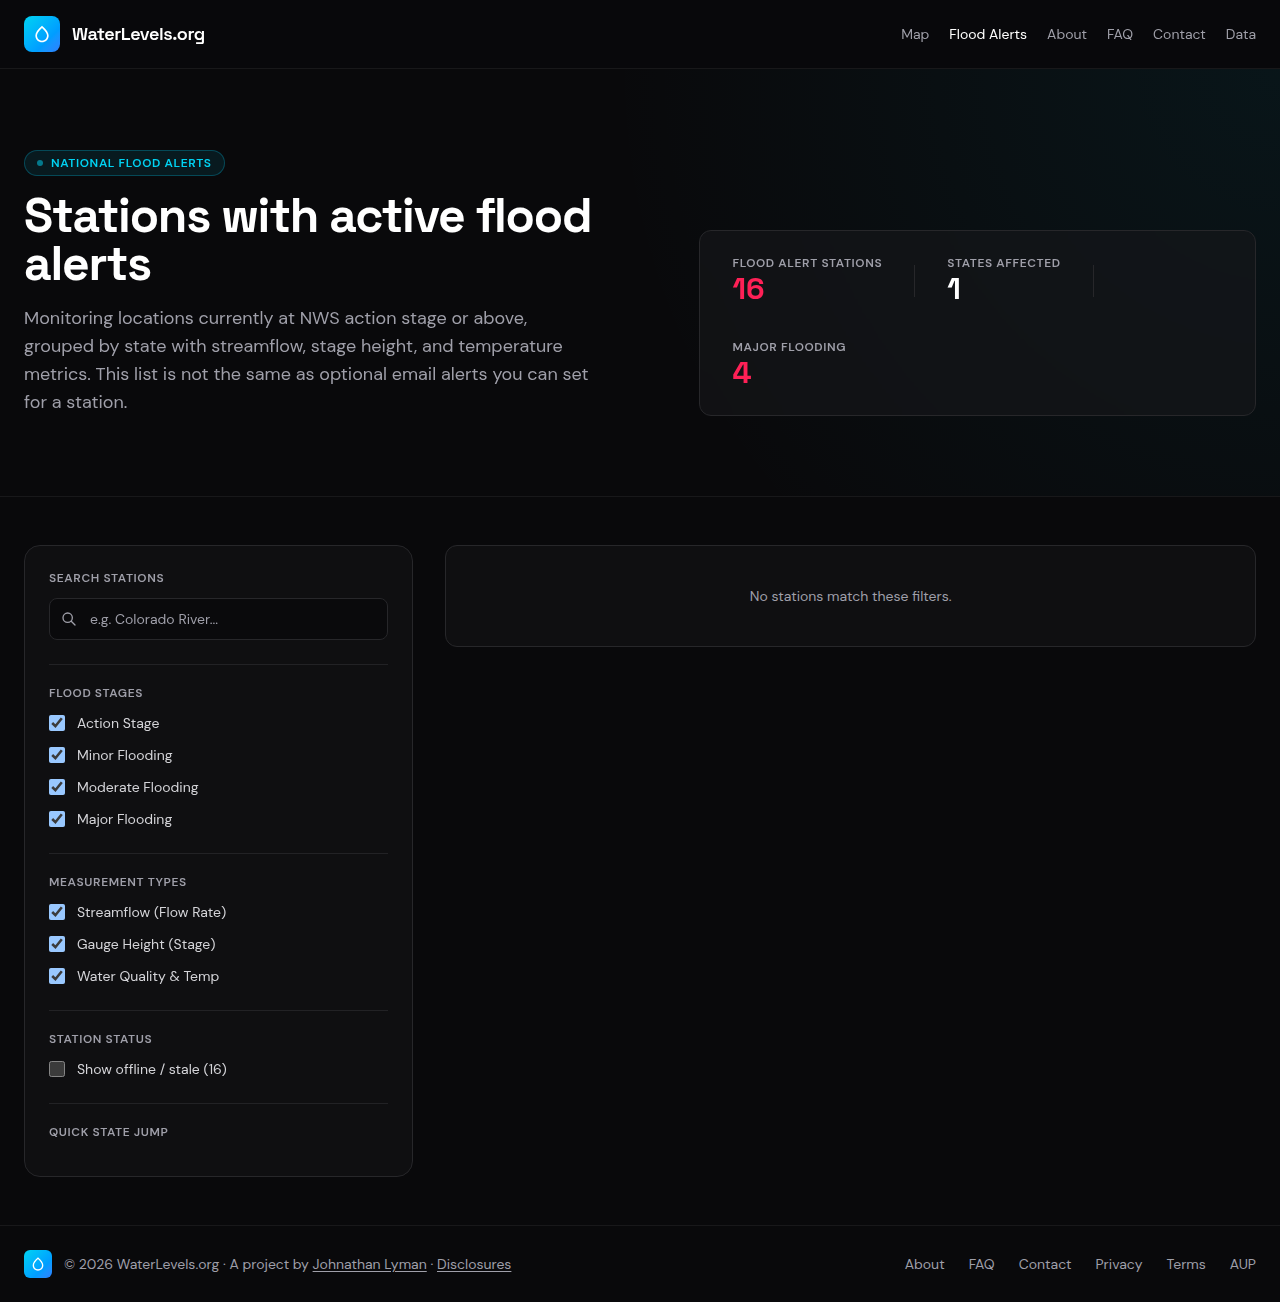 WaterLevels.org
Map Flood Alerts About FAQ Contact Data
NATIONAL FLOOD ALERTS
Stations with active flood
alerts
Monitoring locations currently at NWS action stage or above,
grouped by state with streamflow, stage height, and temperature
metrics. This list is not the same as optional email alerts you can set
for a station.
FLOOD ALERT STATIONS
16
STATES AFFECTED
1
MAJOR FLOODING
4
SEARCH STATIONS
e.g. Colorado River...
FLOOD STAGES
Action Stage
Minor Flooding
Moderate Flooding
Major Flooding
MEASUREMENT TYPES
Streamflow (Flow Rate)
Gauge Height (Stage)
Water Quality & Temp
STATION STATUS
Show offline / stale (16)
QUICK STATE JUMP
No stations match these filters.
© 2026 WaterLevels.org · A project by Johnathan Lyman · Disclosures
About FAQ Contact Privacy Terms AUP